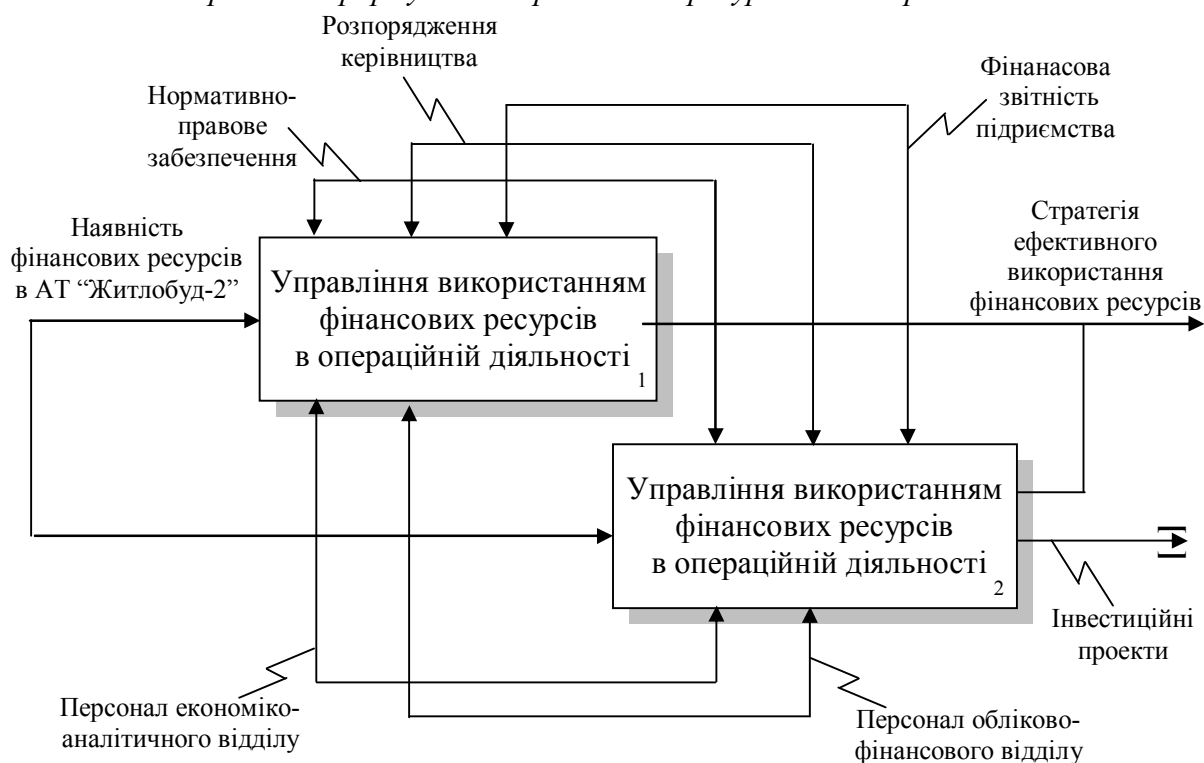 Розпорядження
керівництва
Нормативно-
правове
забезпечення
Фінанасова
звітність
підриємства
Наявність
фінансових ресурсів
в АТ “Житлобуд-2”
Стратегія
ефективного
використання
фінансових ресурсів
Управління використанням
фінансових ресурсів
в операційній діяльності
1
Управління використанням
фінансових ресурсів
в операційній діяльності
2
Інвестиційні
проекти
Персонал економіко-
аналітичного відділу
Персонал обліково-
фінансового відділу